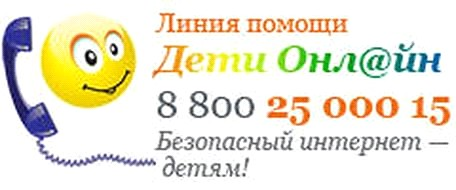 Линия помощи
Дети Онл@йн
8 800 25 000 15
Безопасный интернет —
детям!